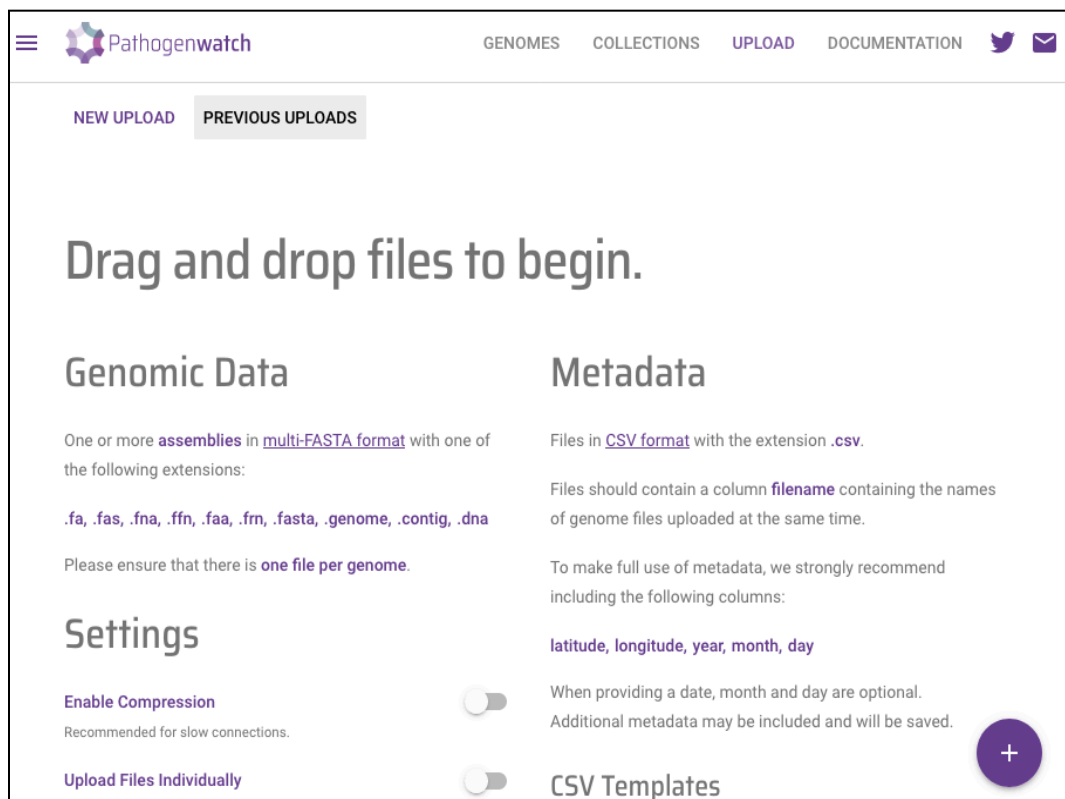 Pathogenwatch
GENOMES COLLECTIONS UPLOAD DOCUMENTATION
NEW UPLOAD PREVIOUS UPLOADS
Drag and drop files to begin.
Genomic Data
One or more assemblies in multi-FASTA format with one of
the following extensions:
.fa, .fas, .fna, .ffn, .faa, .frn, .fasta, .genome, .contig, .dna
Please ensure that there is one file per genome.
Settings
Enable Compression
Recommended for slow connections.
Upload Files Individually
Metadata
Files in CSV format with the extension .csv.
Files should contain a column filename containing the names
of genome files uploaded at the same time.
To make full use of metadata, we strongly recommend
including the following columns:
latitude, longitude, year, month, day
When providing a date, month and day are optional.
Additional metadata may be included and will be saved.
CSV Templates